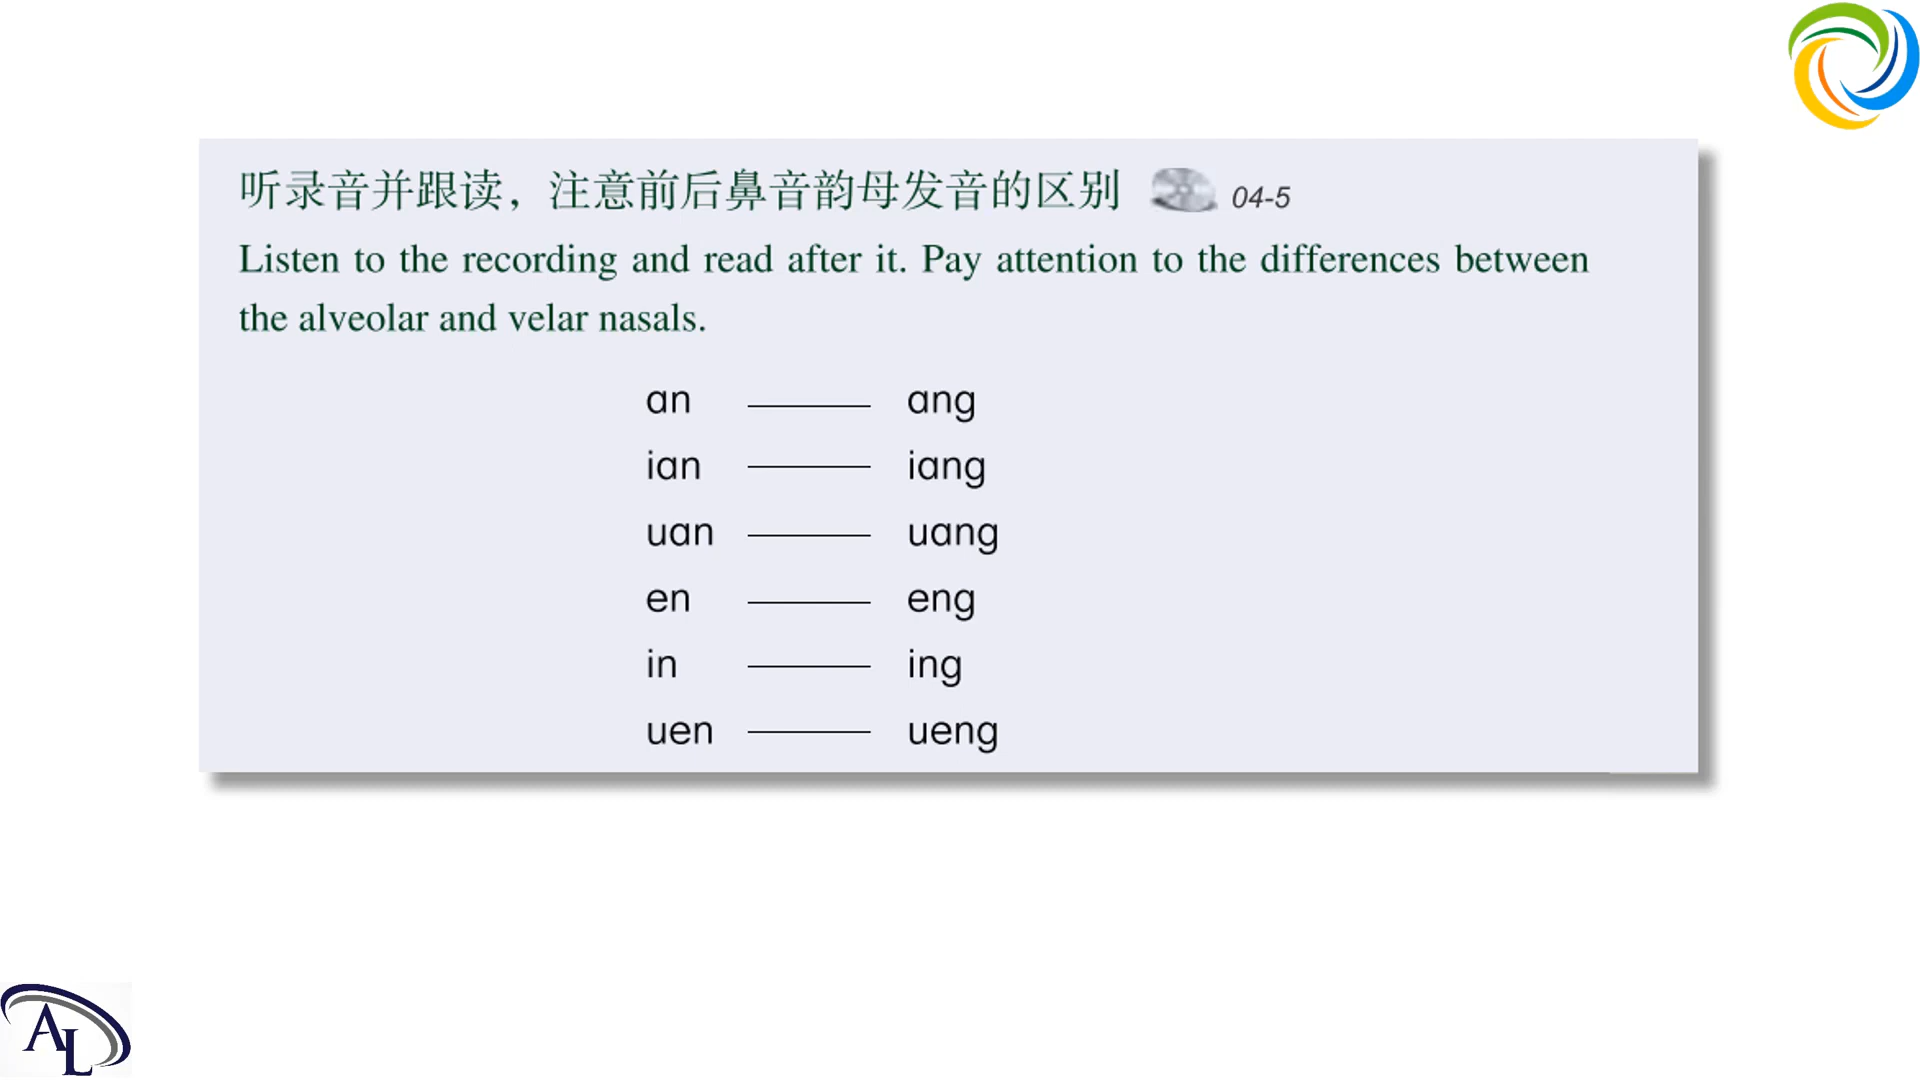 听录音并跟读，注意前后鼻音韵母发音的区别 04-5
Listen to the recording and read after it. Pay attention to the differences between
the alveolar and velar nasals.
an ——— ang
ian ——— iang
uan ——— uang
en ——— eng
in ——— ing
uen ——— ueng
AL